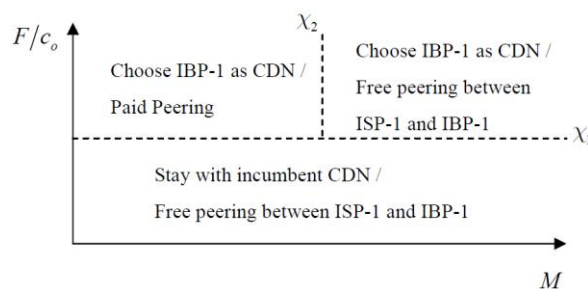 F/c_o
χ_2
Choose IBP-1 as CDN /
Paid Peering
Choose IBP-1 as CDN /
Free peering between
ISP-1 and IBP-1
χ
Stay with incumbent CDN /
Free peering between ISP-1 and IBP-1
M